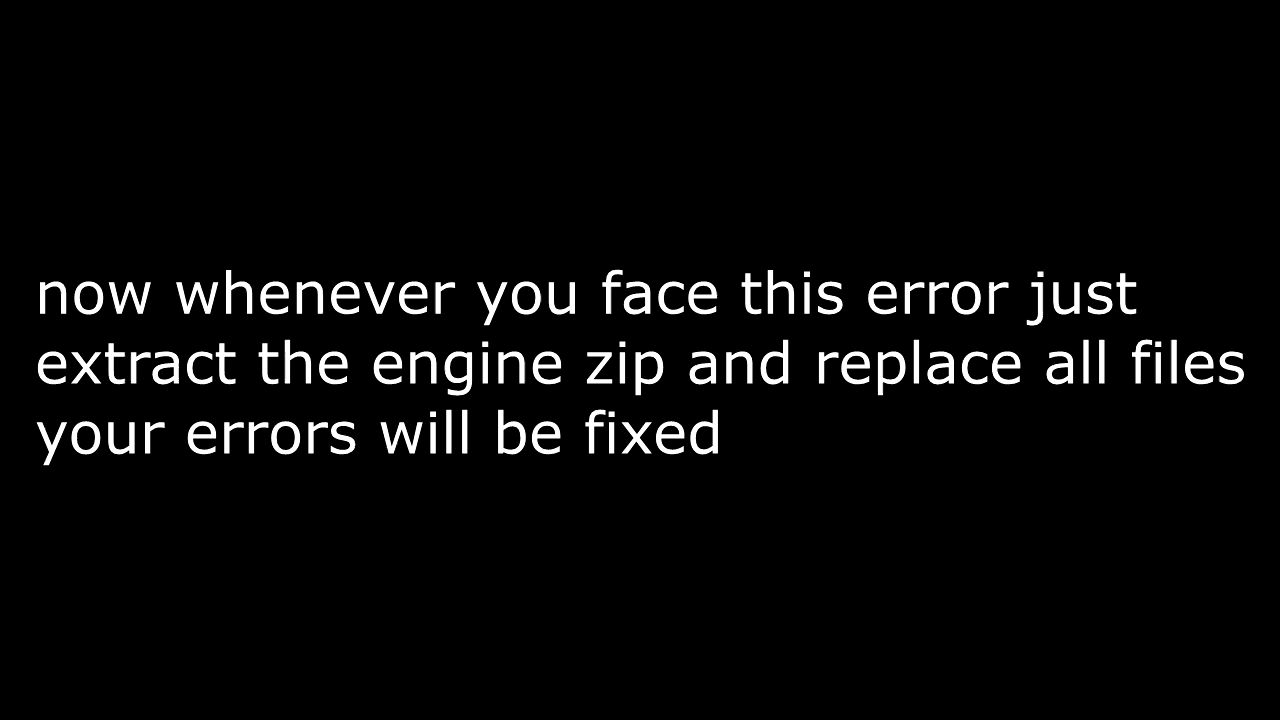 now whenever you face this error just
extract the engine zip and replace all files
your errors will be fixed